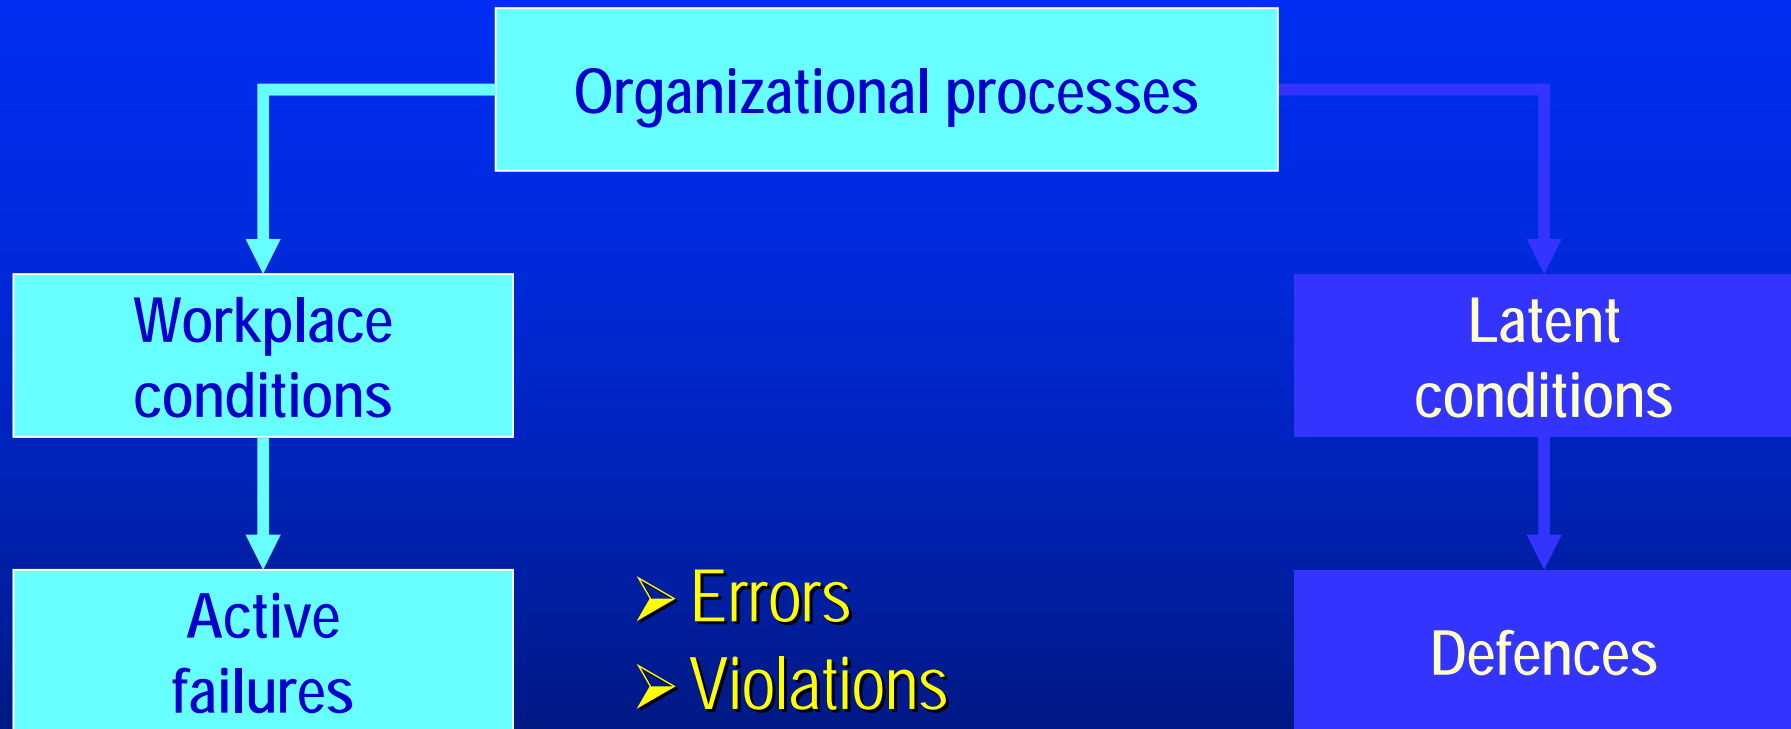 Organizational processes
Workplace
conditions
Latent
conditions
Active
failures
➢ Errors
➢ Violations
Defences